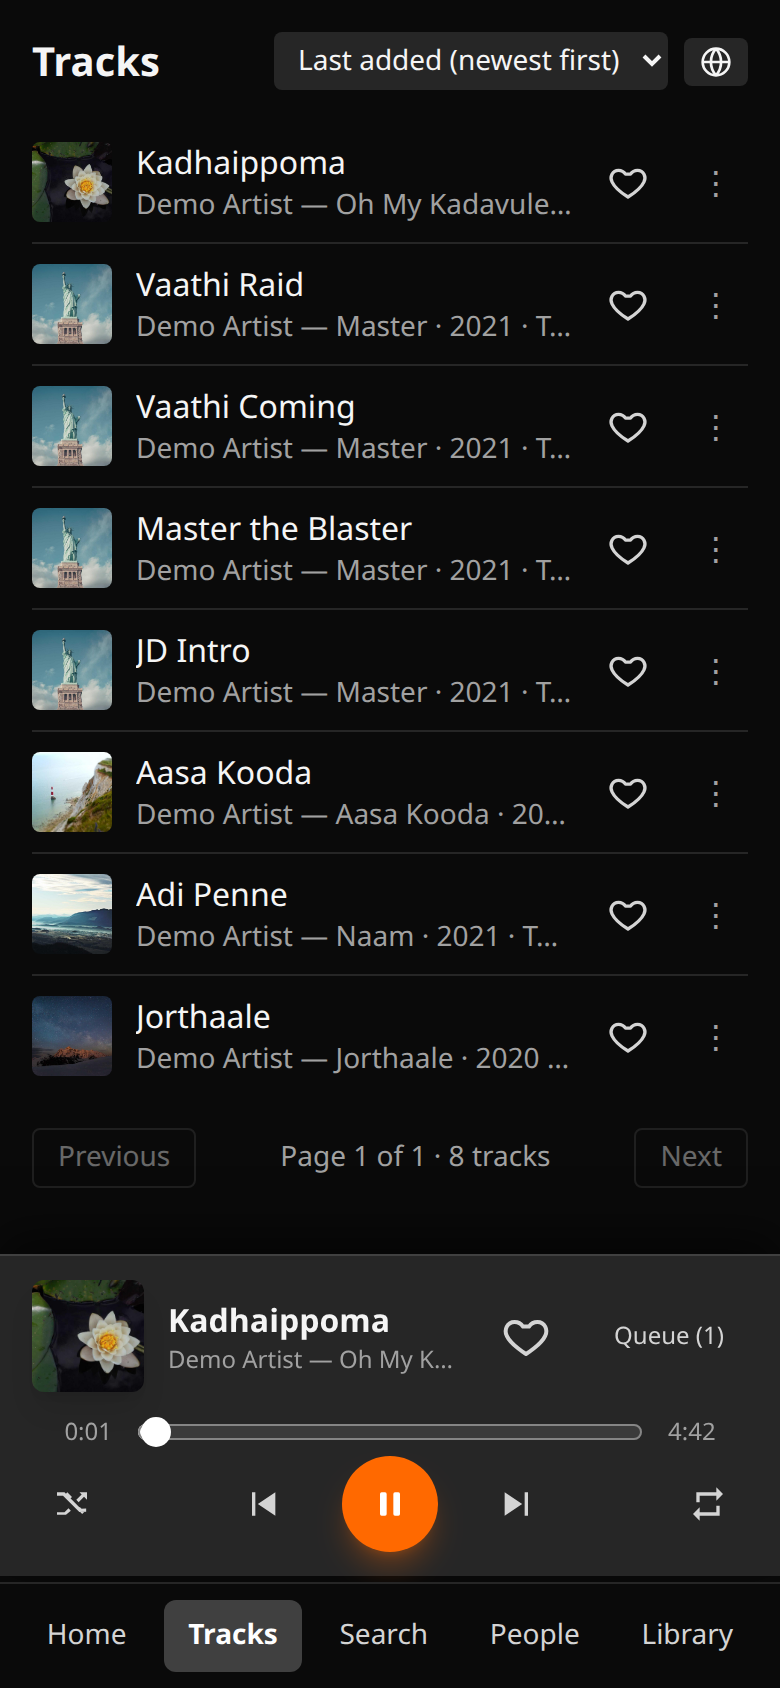 Tracks
Last added (newest first)
Kadhaippoma
Demo Artist — Oh My Kadavule...
Vaathi Raid
Demo Artist — Master · 2021 · T...
Vaathi Coming
Demo Artist — Master · 2021 · T...
Master the Blaster
Demo Artist — Master · 2021 · T...
JD Intro
Demo Artist — Master · 2021 · T...
Aasa Kooda
Demo Artist — Aasa Kooda · 20...
Adi Penne
Demo Artist — Naam · 2021 · T...
Jorthaale
Demo Artist — Jorthaale · 2020 ...
Previous Page 1 of 1 · 8 tracks Next
Kadhaippoma
Demo Artist — Oh My K...
Queue (1)
0:01 4:42
Home Tracks Search People Library